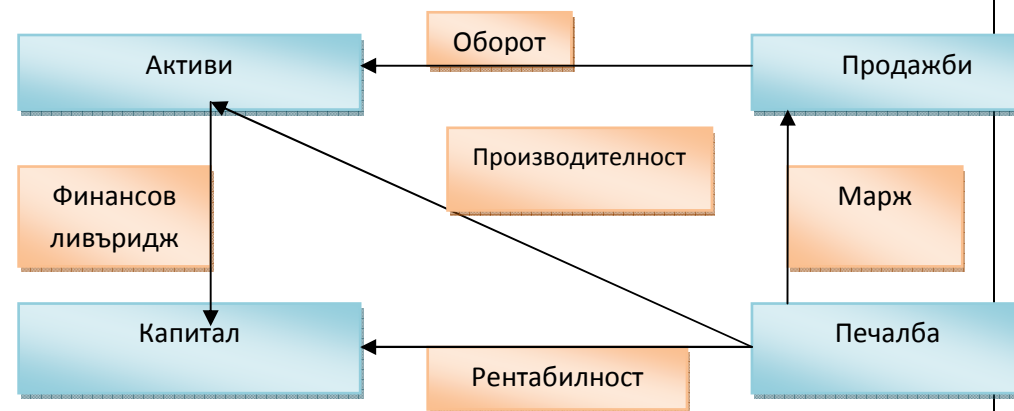 Оборот
Активи
Продажби
Производителност
Финансов
ливъридж
Марж
Капитал
Печалба
Рентабилност